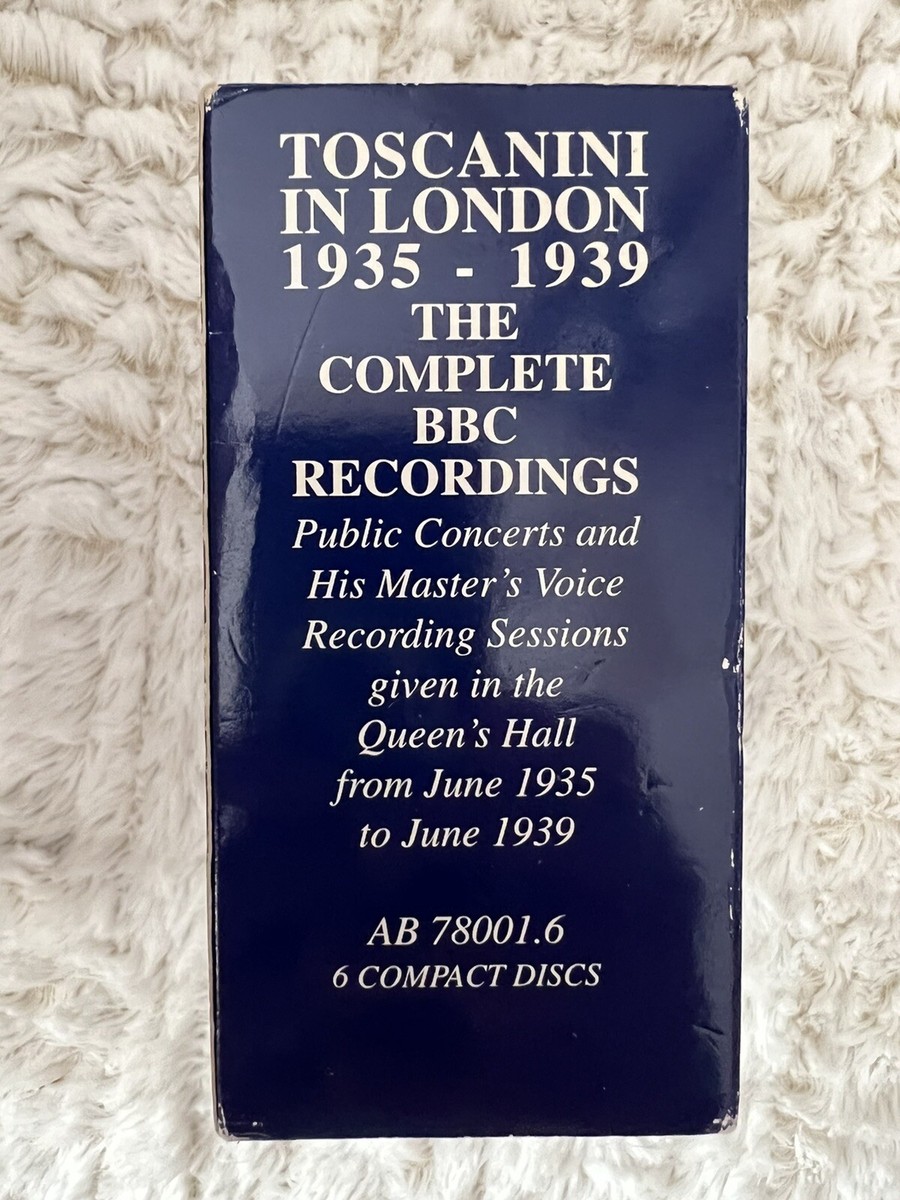 TOSCANINI
IN LONDON
1935 - 1939
THE
COMPLETE
BBC
RECORDINGS
Public Concerts and
His Master's Voice
Recording Sessions
given in the
Queen's Hall
from June 1935
to June 1939
AB 78001.6
6 COMPACT DISCS